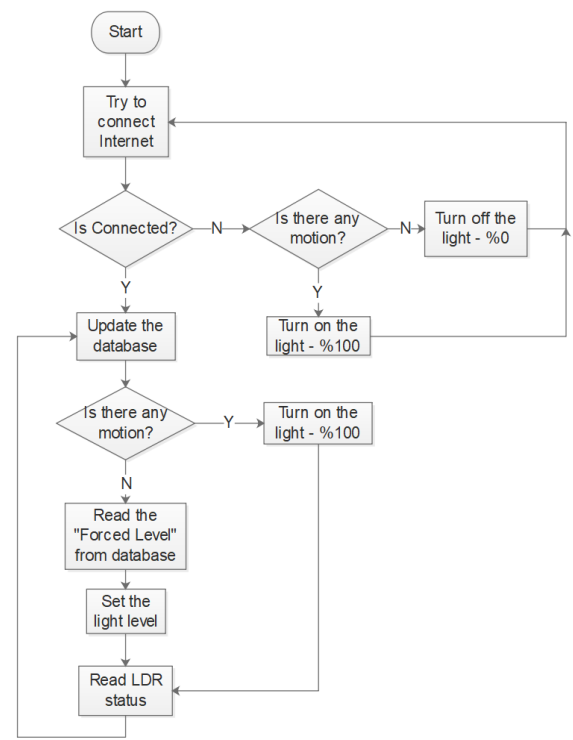 Start
Try to
connect
Internet
Is Connected?
N
Is there any
motion?
N
Turn off the
light - %0
Y
Y
Turn on the
light - %100
Update the
database
Is there any
motion?
Y
Turn on the
light - %100
N
Read the
"Forced Level"
from database
Set the
light level
Read LDR
status